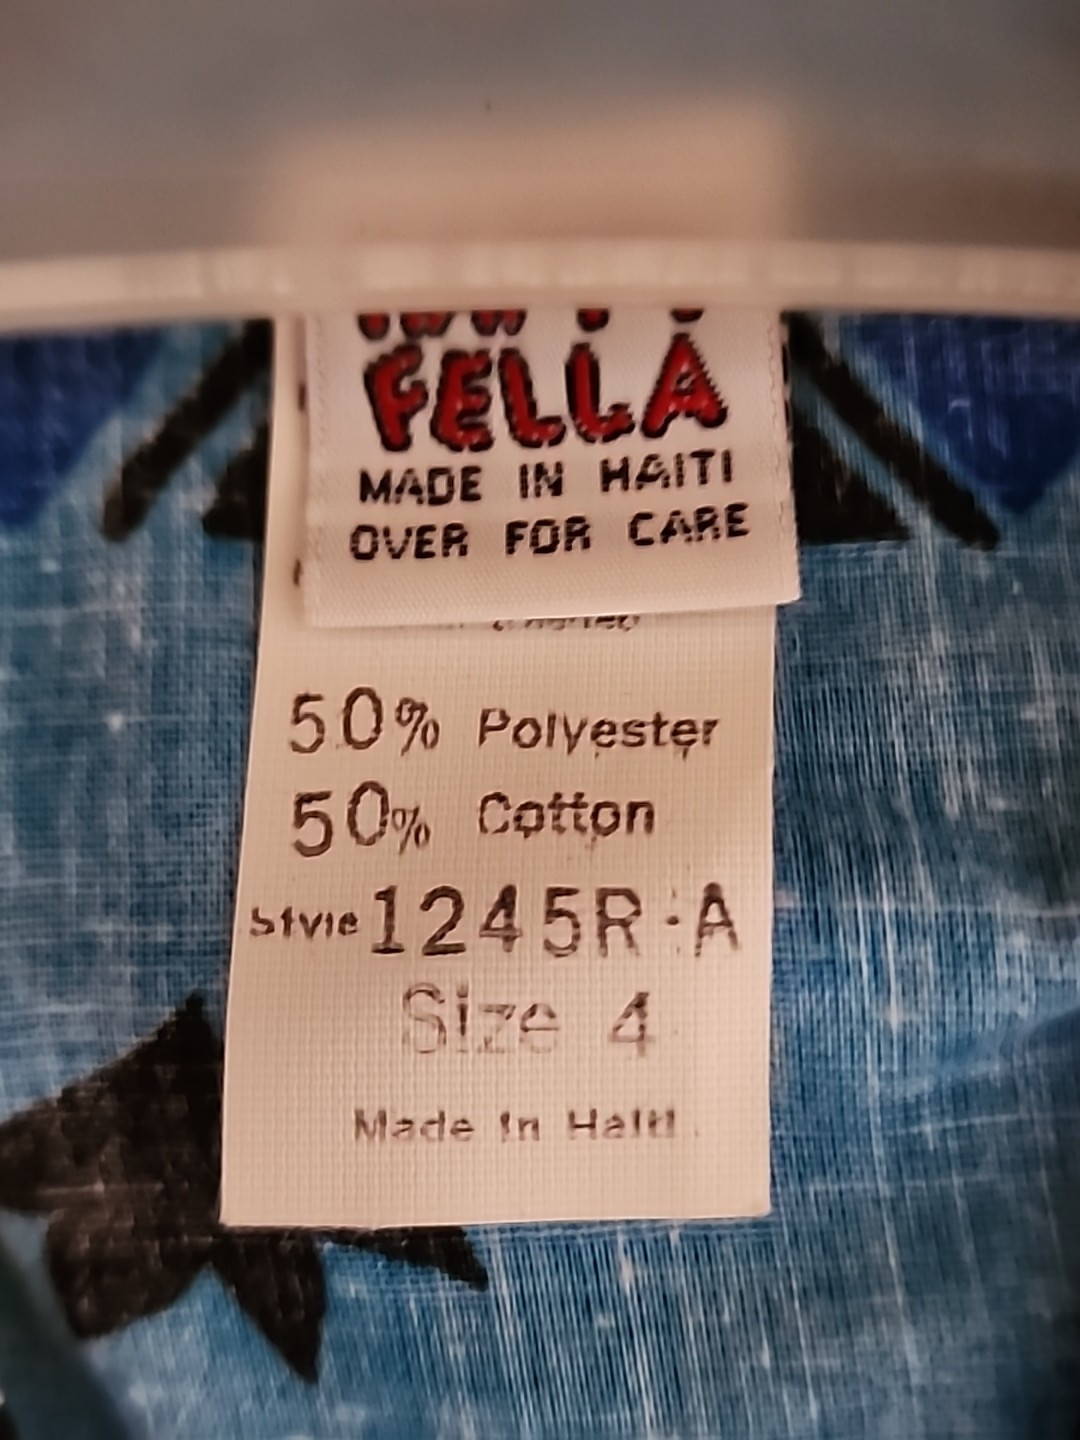 FELLA
MADE IN HAITI
OVER FOR CARE
50% Polyester
50% Cotton
Style 1245R·A
Size 4
Made In Haiti